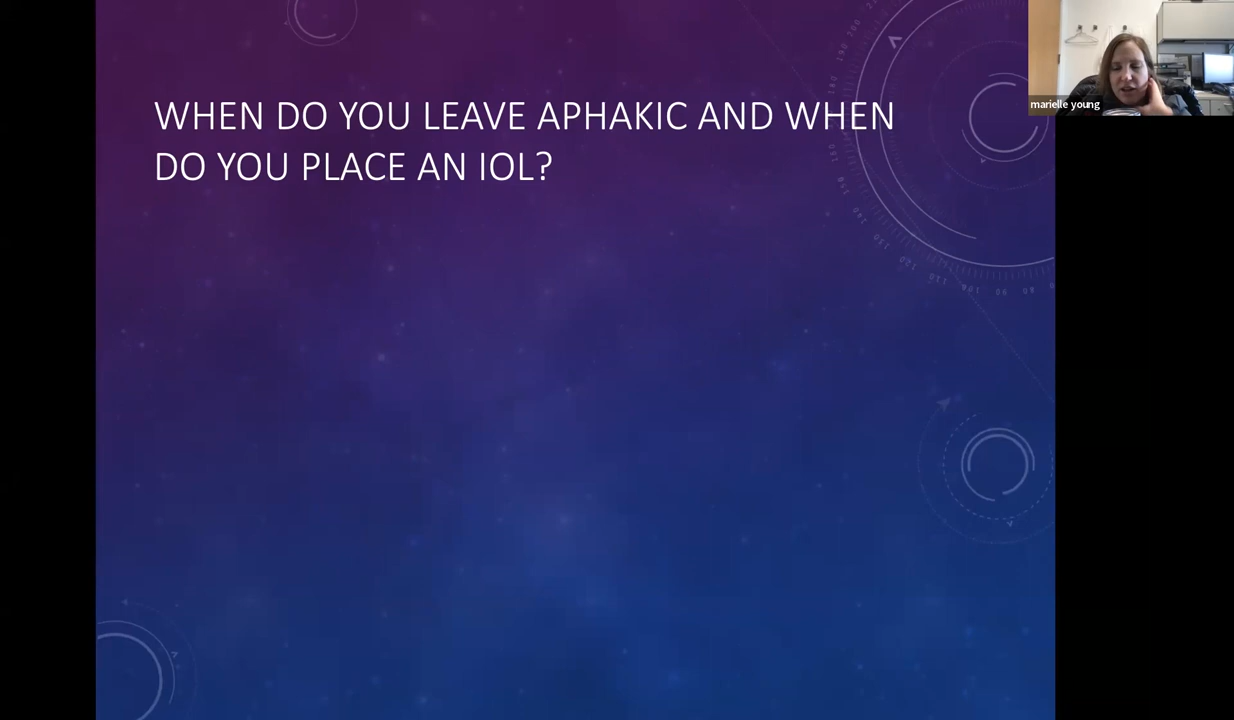 WHEN DO YOU LEAVE APHAKIC AND WHEN
DO YOU PLACE AN IOL?
marielle young